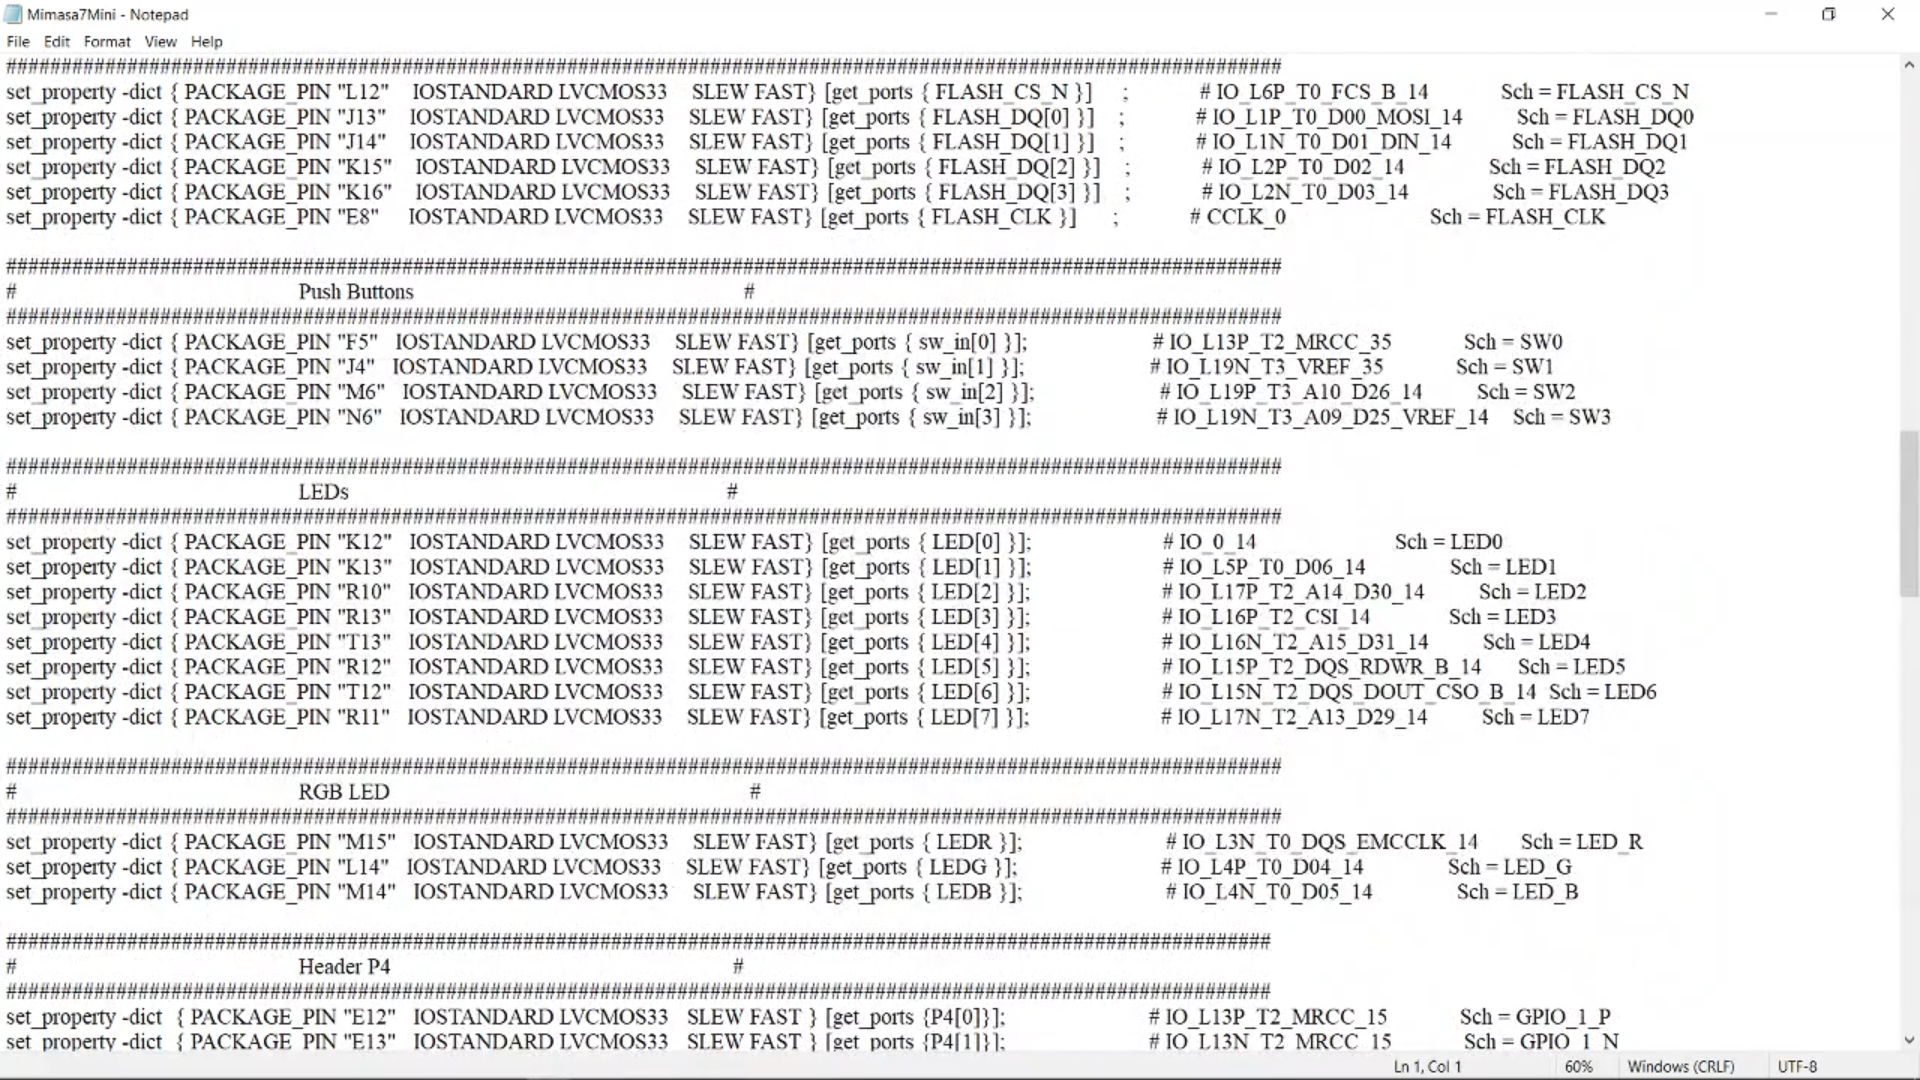 Mimasa7Mini - Notepad
File Edit Format View Help
###################################################################################################################
set_property -dict { PACKAGE_PIN "L12" IOSTANDARD LVCMOS33 SLEW FAST} [get_ports { FLASH_CS_N }] ; # IO_L6P_T0_FCS_B_14 Sch = FLASH_CS_N
set_property -dict { PACKAGE_PIN "J13" IOSTANDARD LVCMOS33 SLEW FAST} [get_ports { FLASH_DQ[0] }] ; # IO_L1P_T0_D00_MOSI_14 Sch = FLASH_DQ0
set_property -dict { PACKAGE_PIN "J14" IOSTANDARD LVCMOS33 SLEW FAST} [get_ports { FLASH_DQ[1] }] ; # IO_L1N_T0_D01_DIN_14 Sch = FLASH_DQ1
set_property -dict { PACKAGE_PIN "K15" IOSTANDARD LVCMOS33 SLEW FAST} [get_ports { FLASH_DQ[2] }] ; # IO_L2P_T0_D02_14 Sch = FLASH_DQ2
set_property -dict { PACKAGE_PIN "K16" IOSTANDARD LVCMOS33 SLEW FAST} [get_ports { FLASH_DQ[3] }] ; # IO_L2N_T0_D03_14 Sch = FLASH_DQ3
set_property -dict { PACKAGE_PIN "E8" IOSTANDARD LVCMOS33 SLEW FAST} [get_ports { FLASH_CLK }] ; # CCLK_0 Sch = FLASH_CLK
###################################################################################################################
# Push Buttons #
###################################################################################################################
set_property -dict { PACKAGE_PIN "F5" IOSTANDARD LVCMOS33 SLEW FAST} [get_ports { sw_in[0] }]; # IO_L13P_T2_MRCC_35 Sch = SW0
set_property -dict { PACKAGE_PIN "J4" IOSTANDARD LVCMOS33 SLEW FAST} [get_ports { sw_in[1] }]; # IO_L19N_T3_VREF_35 Sch = SW1
set_property -dict { PACKAGE_PIN "M6" IOSTANDARD LVCMOS33 SLEW FAST} [get_ports { sw_in[2] }]; # IO_L19P_T3_A10_D26_14 Sch = SW2
set_property -dict { PACKAGE_PIN "N6" IOSTANDARD LVCMOS33 SLEW FAST} [get_ports { sw_in[3] }]; # IO_L19N_T3_A09_D25_VREF_14 Sch = SW3
###################################################################################################################
# LEDs #
###################################################################################################################
set_property -dict { PACKAGE_PIN "K12" IOSTANDARD LVCMOS33 SLEW FAST} [get_ports { LED[0] }]; # IO_0_14 Sch = LED0
set_property -dict { PACKAGE_PIN "K13" IOSTANDARD LVCMOS33 SLEW FAST} [get_ports { LED[1] }]; # IO_L5P_T0_D06_14 Sch = LED1
set_property -dict { PACKAGE_PIN "R10" IOSTANDARD LVCMOS33 SLEW FAST} [get_ports { LED[2] }]; # IO_L17P_T2_A14_D30_14 Sch = LED2
set_property -dict { PACKAGE_PIN "R13" IOSTANDARD LVCMOS33 SLEW FAST} [get_ports { LED[3] }]; # IO_L16P_T2_CSI_14 Sch = LED3
set_property -dict { PACKAGE_PIN "T13" IOSTANDARD LVCMOS33 SLEW FAST} [get_ports { LED[4] }]; # IO_L16N_T2_A15_D31_14 Sch = LED4
set_property -dict { PACKAGE_PIN "R12" IOSTANDARD LVCMOS33 SLEW FAST} [get_ports { LED[5] }]; # IO_L15P_T2_DQS_RDWR_B_14 Sch = LED5
set_property -dict { PACKAGE_PIN "T12" IOSTANDARD LVCMOS33 SLEW FAST} [get_ports { LED[6] }]; # IO_L15N_T2_DQS_DOUT_CSO_B_14 Sch = LED6
set_property -dict { PACKAGE_PIN "R11" IOSTANDARD LVCMOS33 SLEW FAST} [get_ports { LED[7] }]; # IO_L17N_T2_A13_D29_14 Sch = LED7
###################################################################################################################
# RGB LED #
###################################################################################################################
set_property -dict { PACKAGE_PIN "M15" IOSTANDARD LVCMOS33 SLEW FAST} [get_ports { LEDR }]; # IO_L3N_T0_DQS_EMCCLK_14 Sch = LED_R
set_property -dict { PACKAGE_PIN "L14" IOSTANDARD LVCMOS33 SLEW FAST} [get_ports { LEDG }]; # IO_L4P_T0_D04_14 Sch = LED_G
set_property -dict { PACKAGE_PIN "M14" IOSTANDARD LVCMOS33 SLEW FAST} [get_ports { LEDB }]; # IO_L4N_T0_D05_14 Sch = LED_B
##################################################################################################################
# Header P4 #
##################################################################################################################
set_property -dict { PACKAGE_PIN "E12" IOSTANDARD LVCMOS33 SLEW FAST } [get_ports {P4[0]}]; # IO_L13P_T2_MRCC_15 Sch = GPIO_1_P
set_property -dict { PACKAGE_PIN "E13" IOSTANDARD LVCMOS33 SLEW FAST } [get_ports {P4[1]}]; # IO_L13N_T2_MRCC_15 Sch = GPIO_1_N
Ln 1, Col 1 60% Windows (CRLF) UTF-8